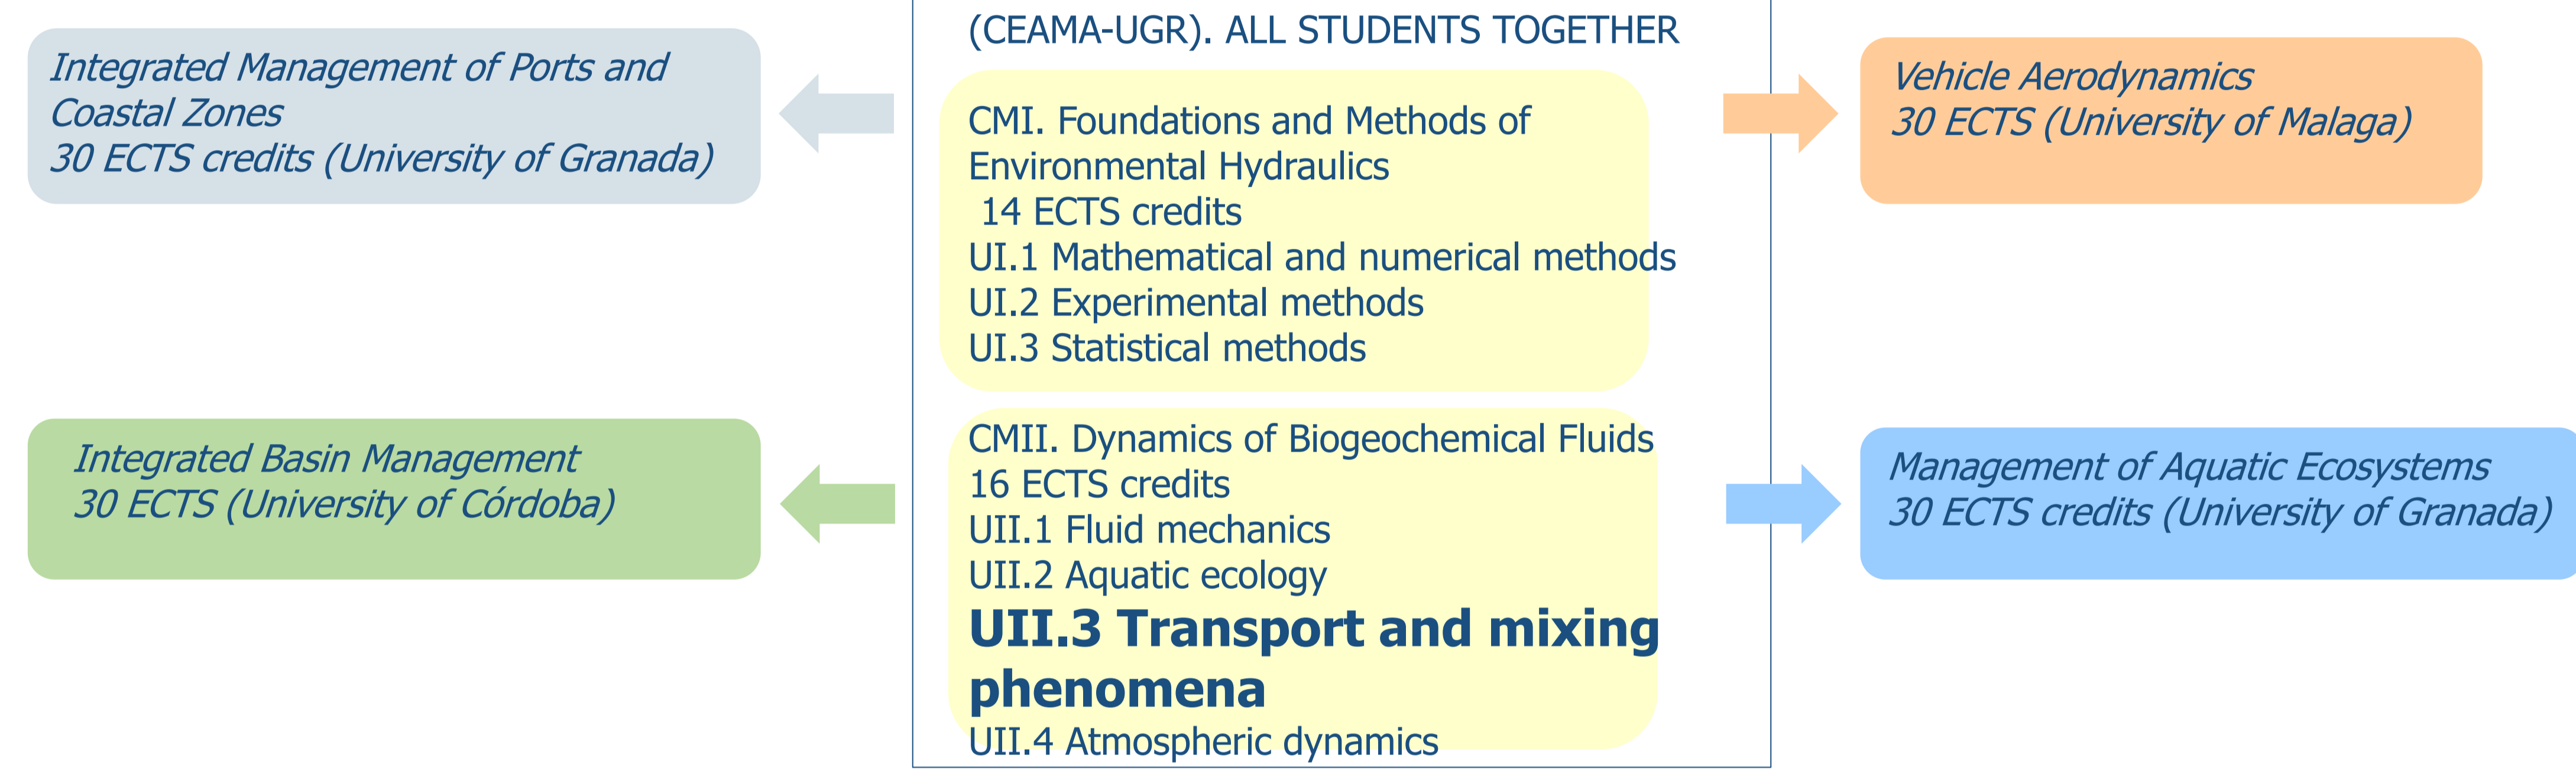 (CEAMA-UGR). ALL STUDENTS TOGETHER
Integrated Management of Ports and
Coastal Zones
30 ECTS credits (University of Granada)
Integrated Basin Management
30 ECTS (University of Córdoba)
CMI. Foundations and Methods of
Environmental Hydraulics
14 ECTS credits
UI.1 Mathematical and numerical methods
UI.2 Experimental methods
UI.3 Statistical methods
CMII. Dynamics of Biogeochemical Fluids
16 ECTS credits
UII.1 Fluid mechanics
UII.2 Aquatic ecology
UII.3 Transport and mixing
phenomena
UII.4 Atmospheric dynamics
Vehicle Aerodynamics
30 ECTS (University of Malaga)
Management of Aquatic Ecosystems
30 ECTS credits (University of Granada)